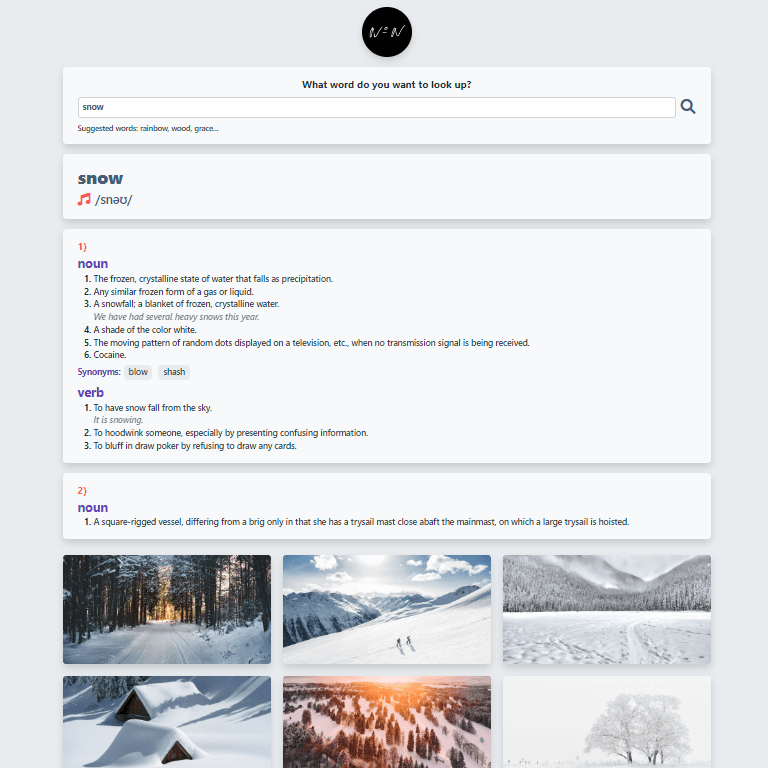 N=N
What word do you want to look up?
snow
Suggested words: rainbow, wood, grace...
snow
/snəʊ/
1)
noun
1. The frozen, crystalline state of water that falls as precipitation.
2. Any similar frozen form of a gas or liquid.
3. A snowfall; a blanket of frozen, crystalline water.
We have had several heavy snows this year.
4. A shade of the color white.
5. The moving pattern of random dots displayed on a television, etc., when no transmission signal is being received.
6. Cocaine.
Synonyms: blow shash
verb
1. To have snow fall from the sky.
It is snowing.
2. To hoodwink someone, especially by presenting confusing information.
3. To bluff in draw poker by refusing to draw any cards.
2)
noun
1. A square-rigged vessel, differing from a brig only in that she has a trysail mast close abaft the mainmast, on which a large trysail is hoisted.